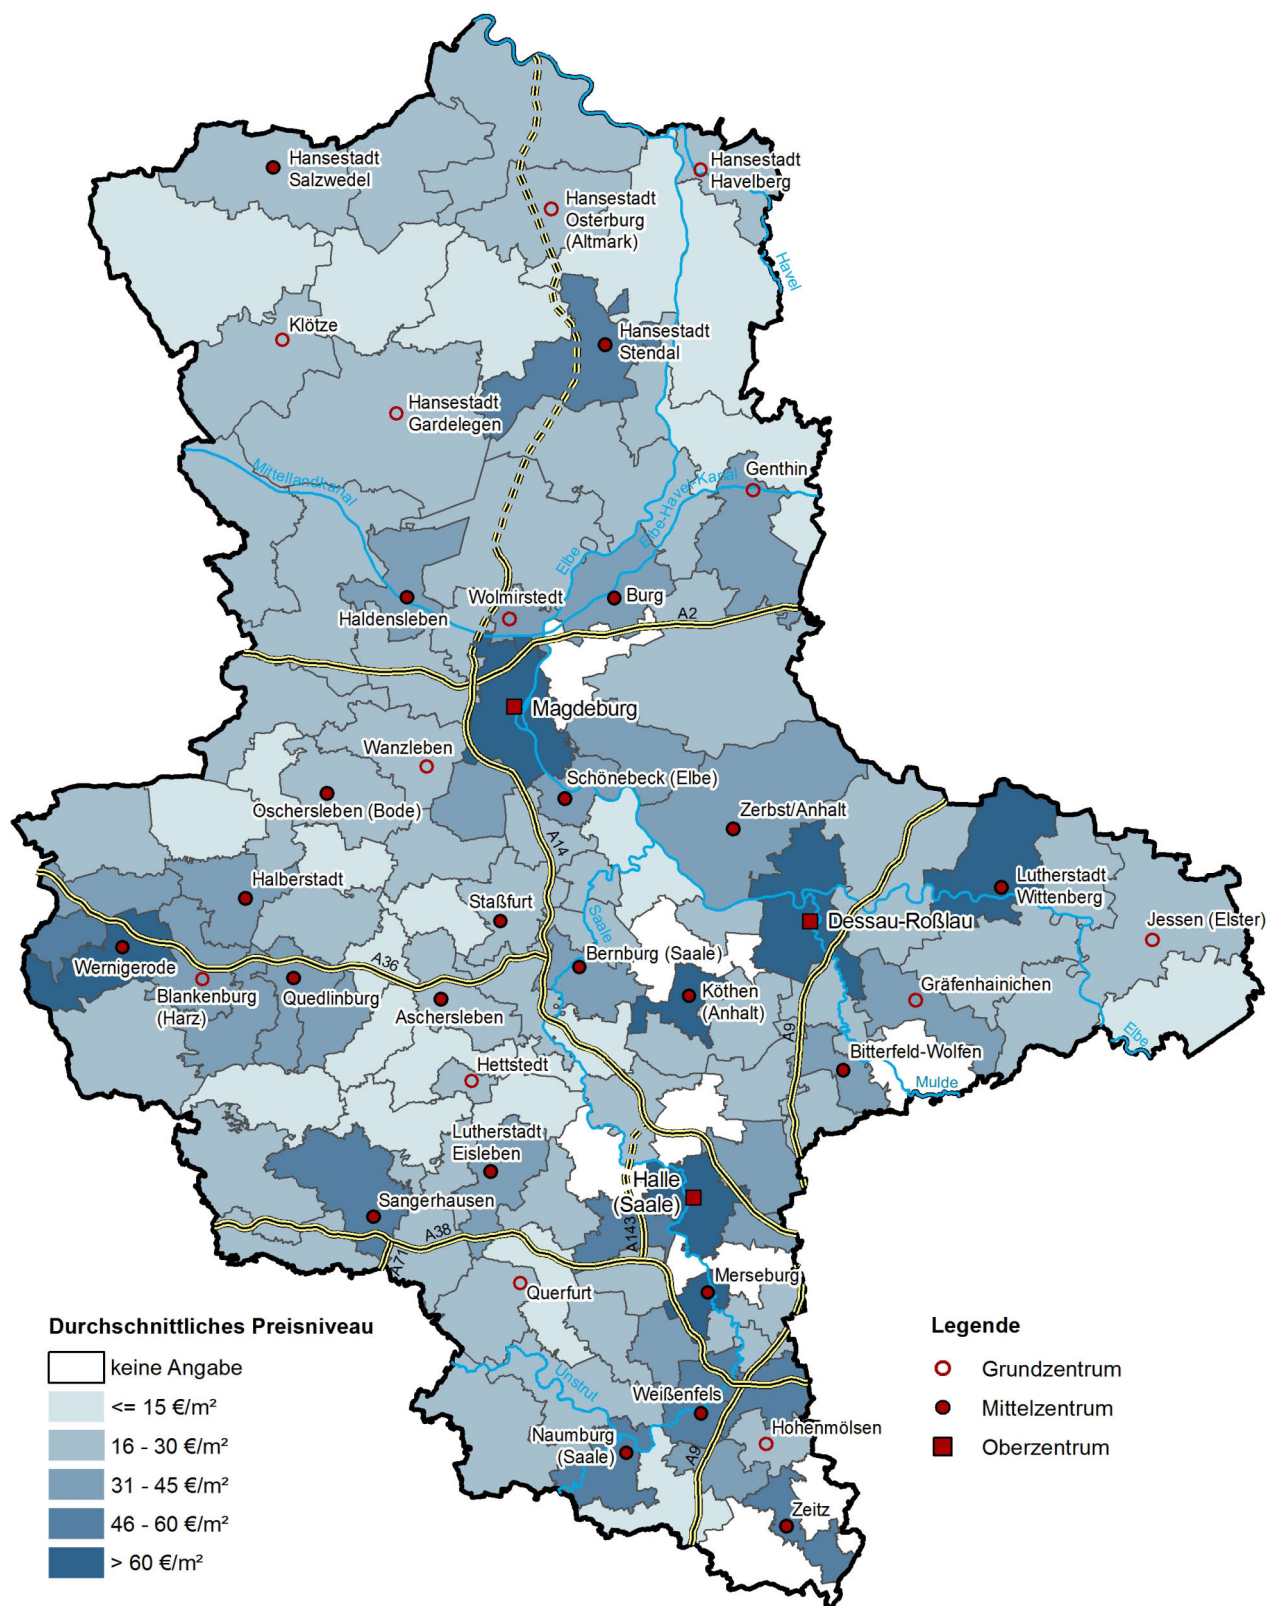 Hansestadt
Salzwedel
Hansestadt
Havelberg
Hansestadt
Osterburg
(Altmark)
Havel
Klötze
Hansestadt
Stendal
Hansestadt
Gardelegen
Mittellandkanal
Genthin
Elbe-Havel-Kanal
Elbe
Wolmirstedt
Burg
Haldensleben
A2
Magdeburg
Wanzleben
Schönebeck (Elbe)
Oschersleben (Bode)
Zerbst/Anhalt
A14
Halberstadt
Lutherstadt
Wittenberg
Staßfurt
Saale
Dessau-Roßlau
Jessen (Elster)
Wernigerode
A36
Bernburg (Saale)
Blankenburg
(Harz)
Quedlinburg
Aschersleben
Köthen
(Anhalt)
Gräfenhainichen
A9
Elbe
Hettstedt
Bitterfeld-Wolfen
Mulde
Lutherstadt
Eisleben
Halle
(Saale)
Sangerhausen
A38
A143
A71
Querfurt
Merseburg
Unstrut
Weißenfels
Naumburg
(Saale)
A9
Hohenmölsen
Zeitz
Durchschnittliches Preisniveau
keine Angabe
<= 15 €/m²
16 - 30 €/m²
31 - 45 €/m²
46 - 60 €/m²
> 60 €/m²
Legende
Grundzentrum
Mittelzentrum
Oberzentrum